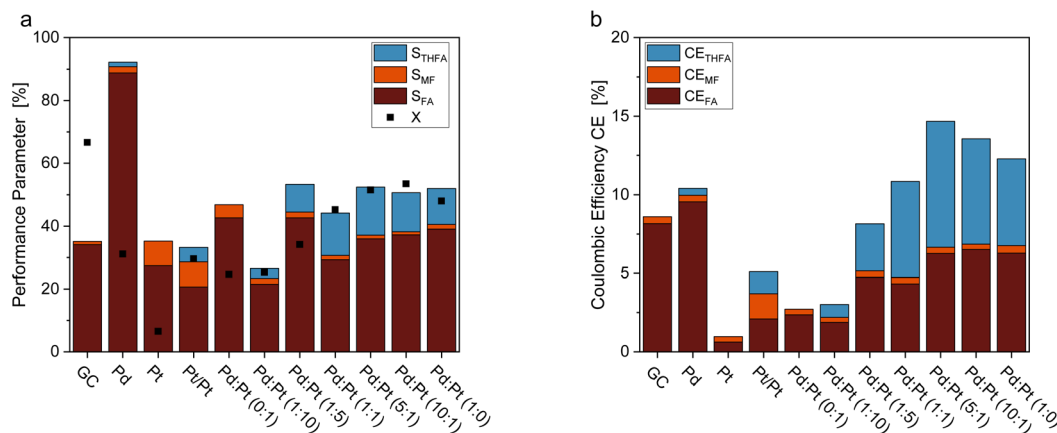 a
Performance Parameter [%]
100
80
60
40
20
0
S_THFA
S_MF
S_FA
X
GC
Pd
Pt
Pt/Pt
Pd:Pt (0:1)
Pd:Pt (1:10)
Pd:Pt (1:5)
Pd:Pt (1:1)
Pd:Pt (5:1)
Pd:Pt (10:1)
Pd:Pt (1:0)
b
Coulombic Efficiency CE [%]
20
15
10
5
0
CE_THFA
CE_MF
CE_FA
GC
Pd
Pt
Pt/Pt
Pd:Pt (0:1)
Pd:Pt (1:10)
Pd:Pt (1:5)
Pd:Pt (1:1)
Pd:Pt (5:1)
Pd:Pt (10:1)
Pd:Pt (1:0)